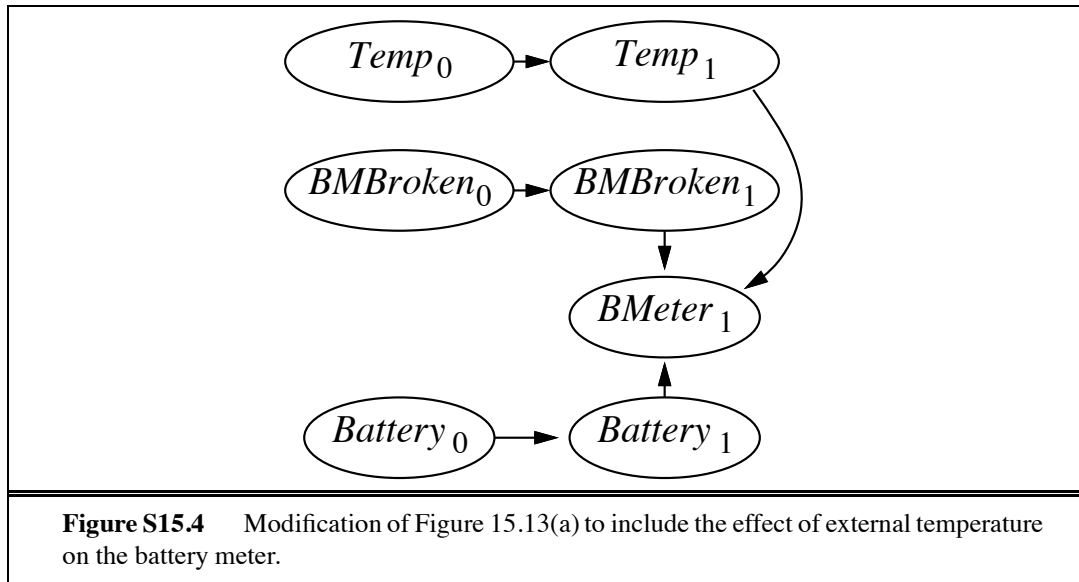 Temp₀ Temp₁
BMBroken₀ BMBroken₁
BMeter₁
Battery₀ Battery₁
Figure S15.4 Modification of Figure 15.13(a) to include the effect of external temperature
on the battery meter.